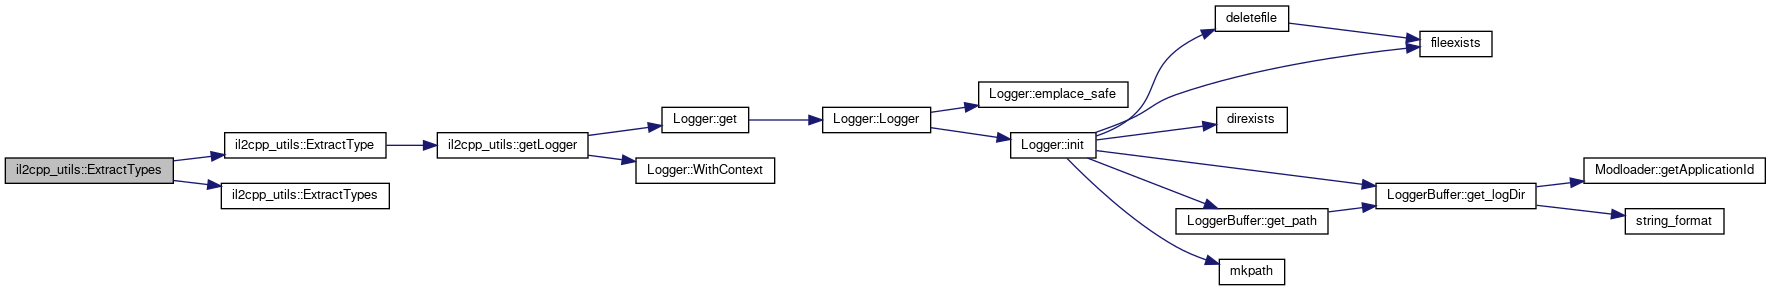 il2cpp_utils::ExtractTypes
il2cpp_utils::ExtractType
il2cpp_utils::ExtractTypes
il2cpp_utils::getLogger
Logger::get
Logger::WithContext
Logger::Logger
Logger::emplace_safe
Logger::init
deletefile
fileexists
direxists
LoggerBuffer::get_logDir
LoggerBuffer::get_path
mkpath
Modloader::getApplicationId
string_format